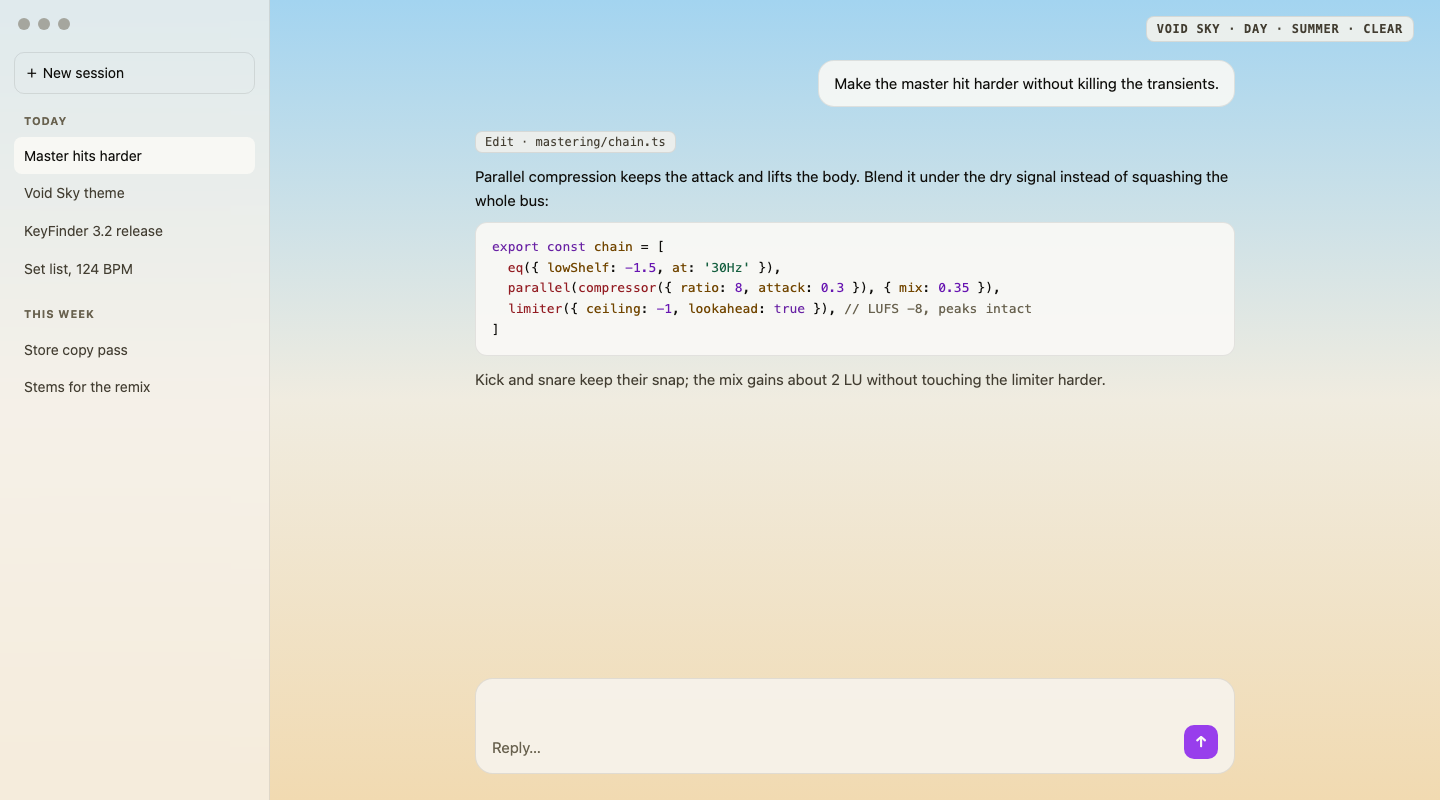 + New session
TODAY
Master hits harder
Void Sky theme
KeyFinder 3.2 release
Set list, 124 BPM
THIS WEEK
Store copy pass
Stems for the remix
VOID SKY · DAY · SUMMER · CLEAR
Make the master hit harder without killing the transients.
Edit · mastering/chain.ts
Parallel compression keeps the attack and lifts the body. Blend it under the dry signal instead of squashing the
whole bus:
export const chain = [
  eq({ lowShelf: -1.5, at: '30Hz' }),
  parallel(compressor({ ratio: 8, attack: 0.3 }), { mix: 0.35 }),
  limiter({ ceiling: -1, lookahead: true }), // LUFS -8, peaks intact
]
Kick and snare keep their snap; the mix gains about 2 LU without touching the limiter harder.
Reply...